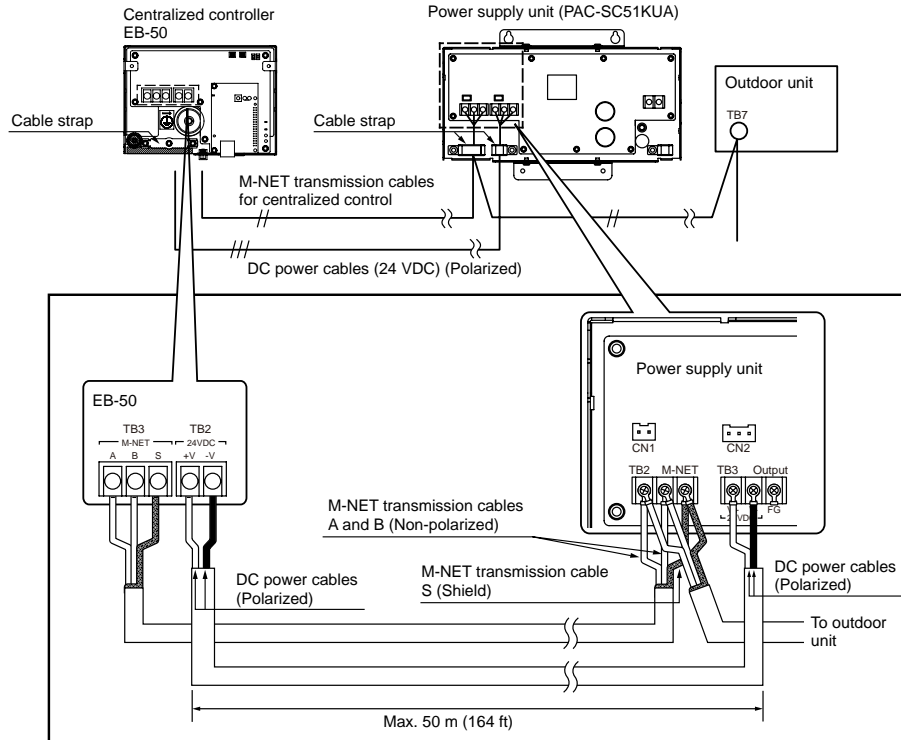 Centralized controller
EB-50
Power supply unit (PAC-SC51KUA)
Outdoor unit
TB7
Cable strap
Cable strap
M-NET transmission cables
for centralized control
DC power cables (24 VDC) (Polarized)
Power supply unit
EB-50
TB3
TB2
M-NET
24VDC
A
B
S
+V
-V
CN1
CN2
TB2
M-NET
TB3
Output
FG
M-NET transmission cables
A and B (Non-polarized)
M-NET transmission cable
S (Shield)
DC power cables
(Polarized)
DC power cables
(Polarized)
To outdoor
unit
Max. 50 m (164 ft)